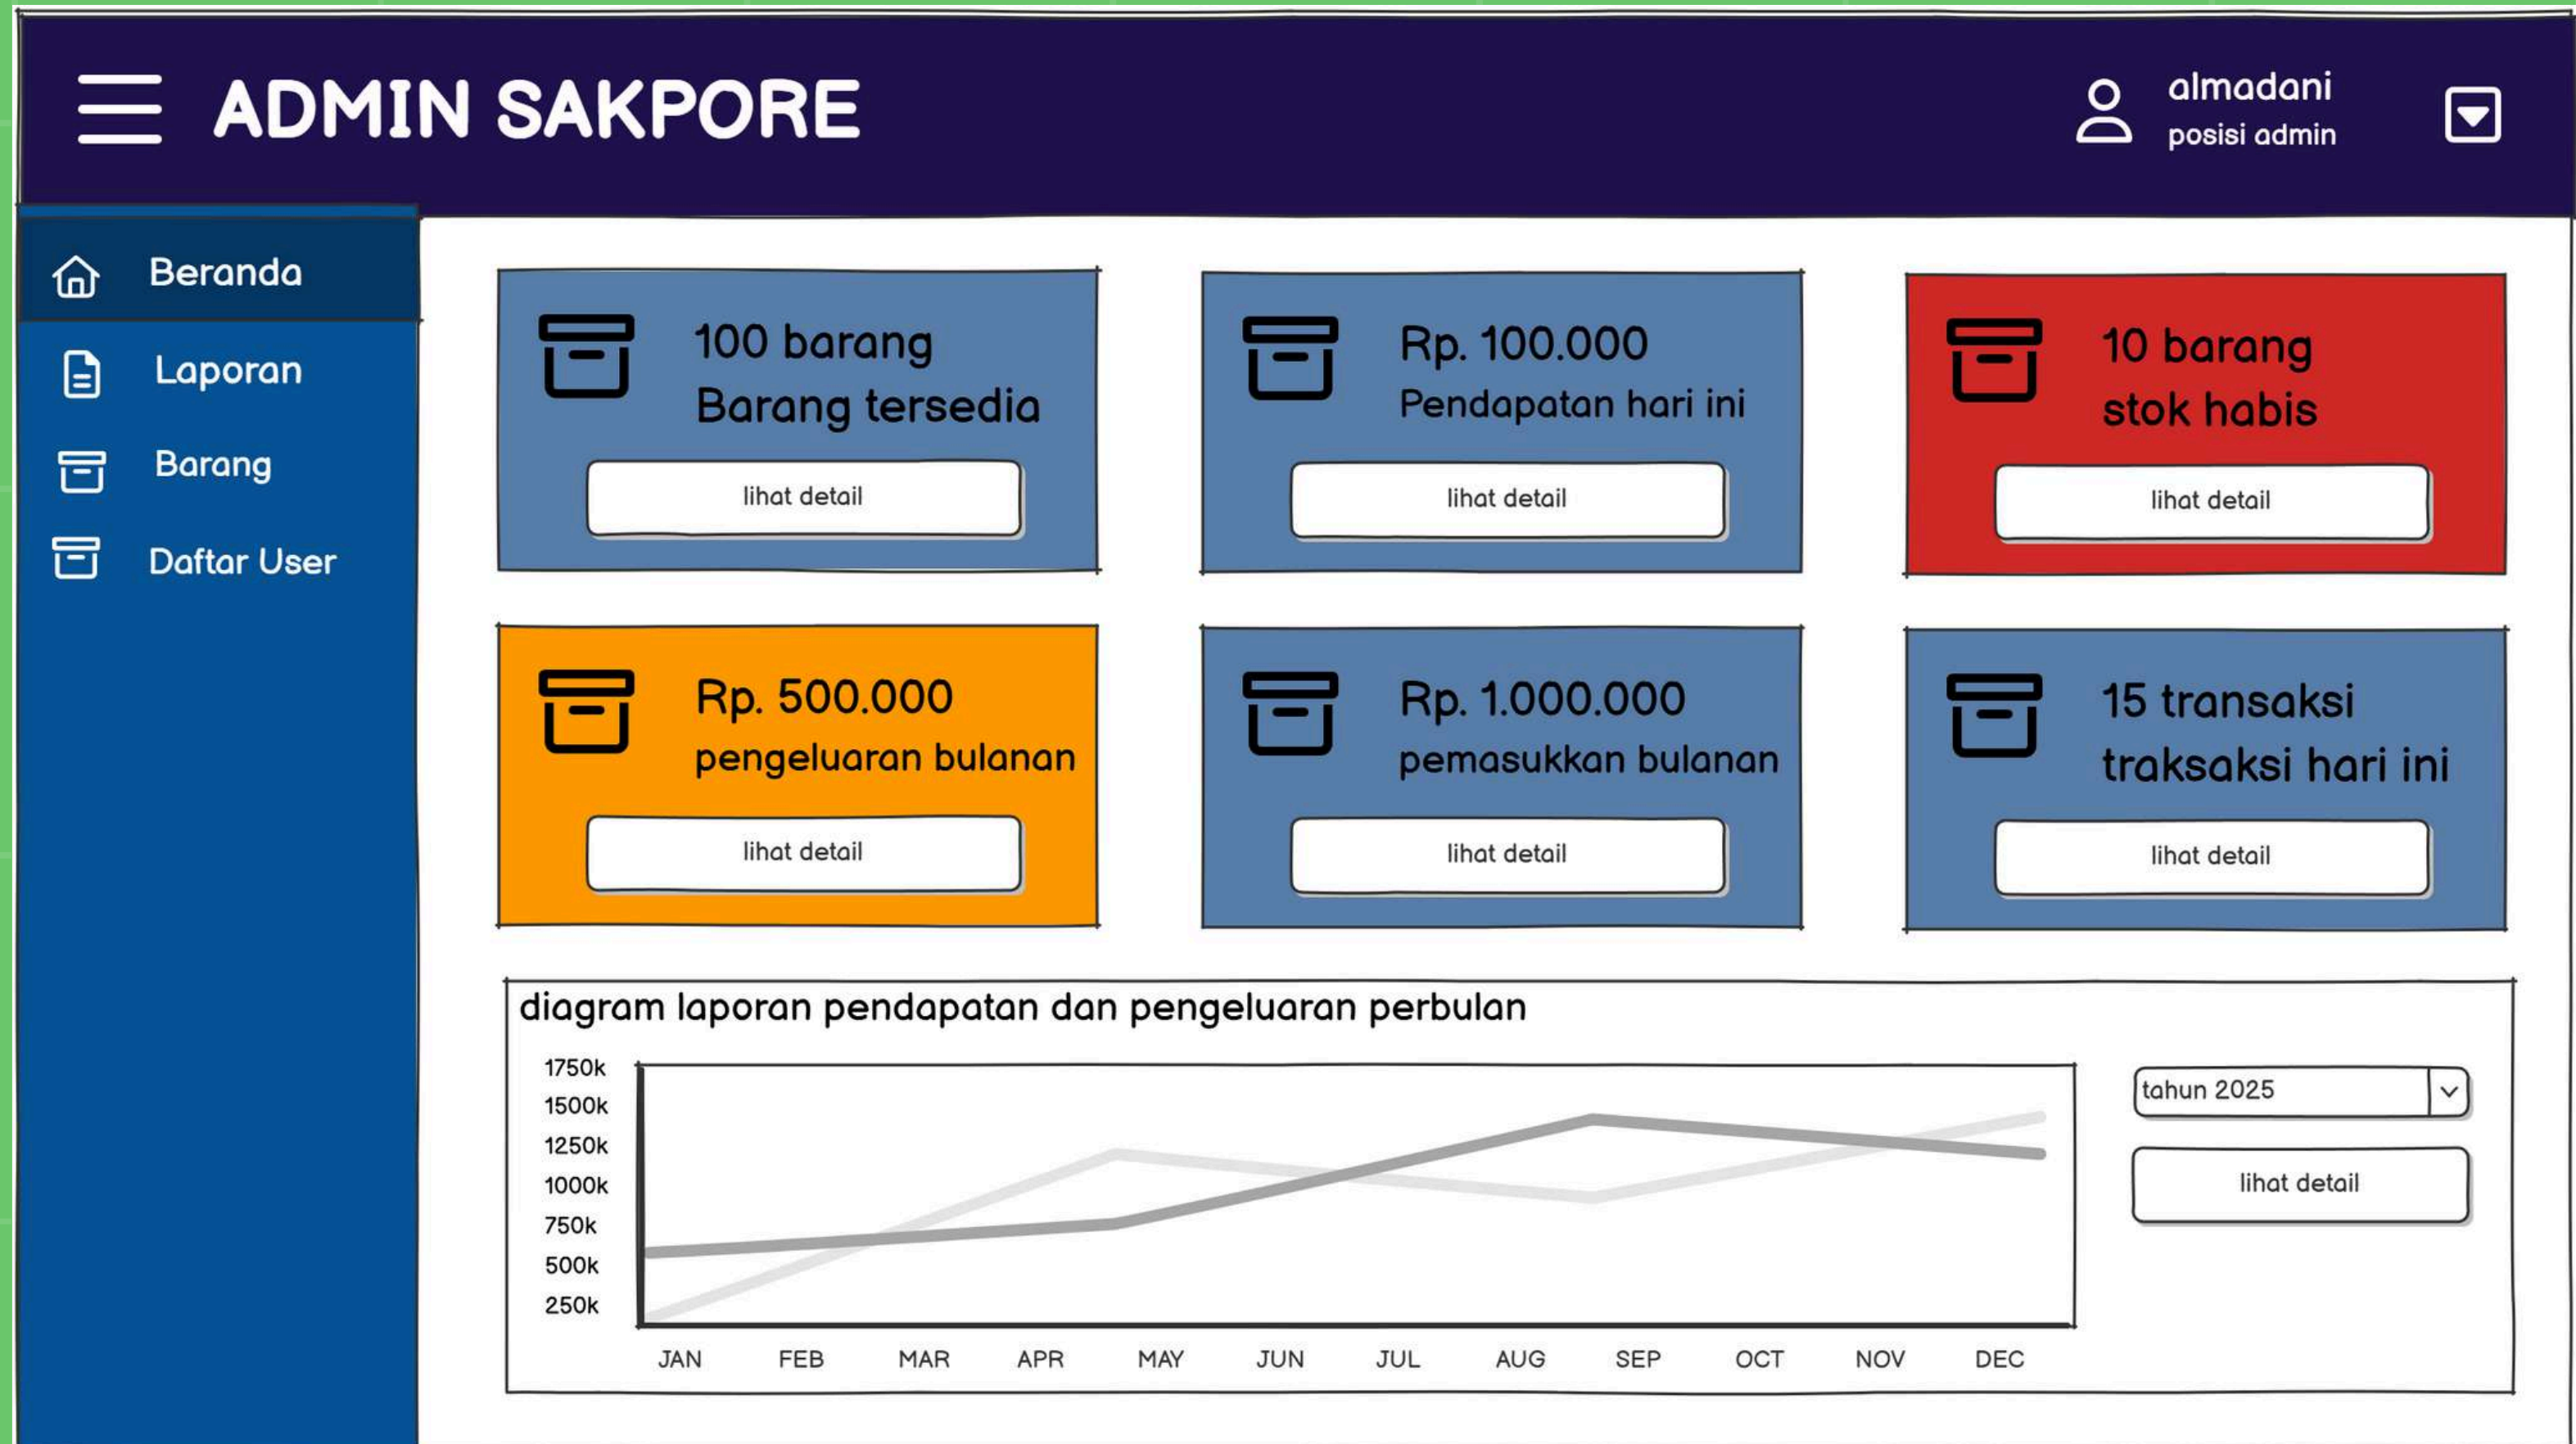 ADMIN SAKPORE
almadani
posisi admin
Beranda
Laporan
Barang
Daftar User
100 barang
Barang tersedia
lihat detail
Rp. 100.000
Pendapatan hari ini
lihat detail
10 barang
stok habis
lihat detail
Rp. 500.000
pengeluaran bulanan
lihat detail
Rp. 1.000.000
pemasukkan bulanan
lihat detail
15 transaksi
traksaksi hari ini
lihat detail
diagram laporan pendapatan dan pengeluaran perbulan
1750k
1500k
1250k
1000k
750k
500k
250k
JAN FEB MAR APR MAY JUN JUL AUG SEP OCT NOV DEC
tahun 2025
lihat detail